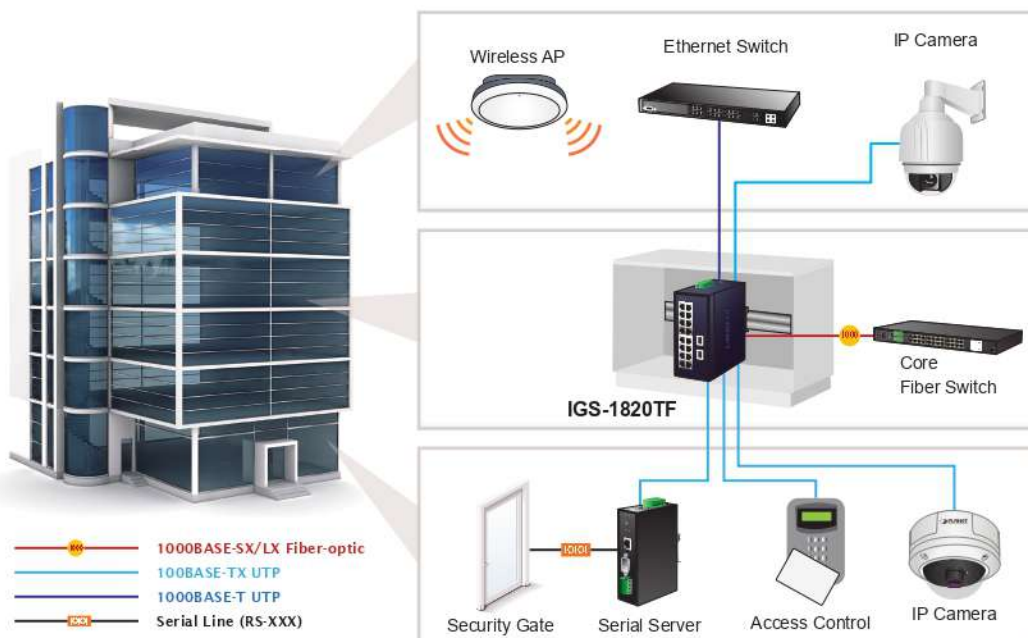 Wireless AP
Ethernet Switch
IP Camera
Core
Fiber Switch
IGS-1820TF
1000BASE-SX/LX Fiber-optic
100BASE-TX UTP
1000BASE-T UTP
Serial Line (RS-XXX)
Security Gate
Serial Server
Access Control
IP Camera
PLANET